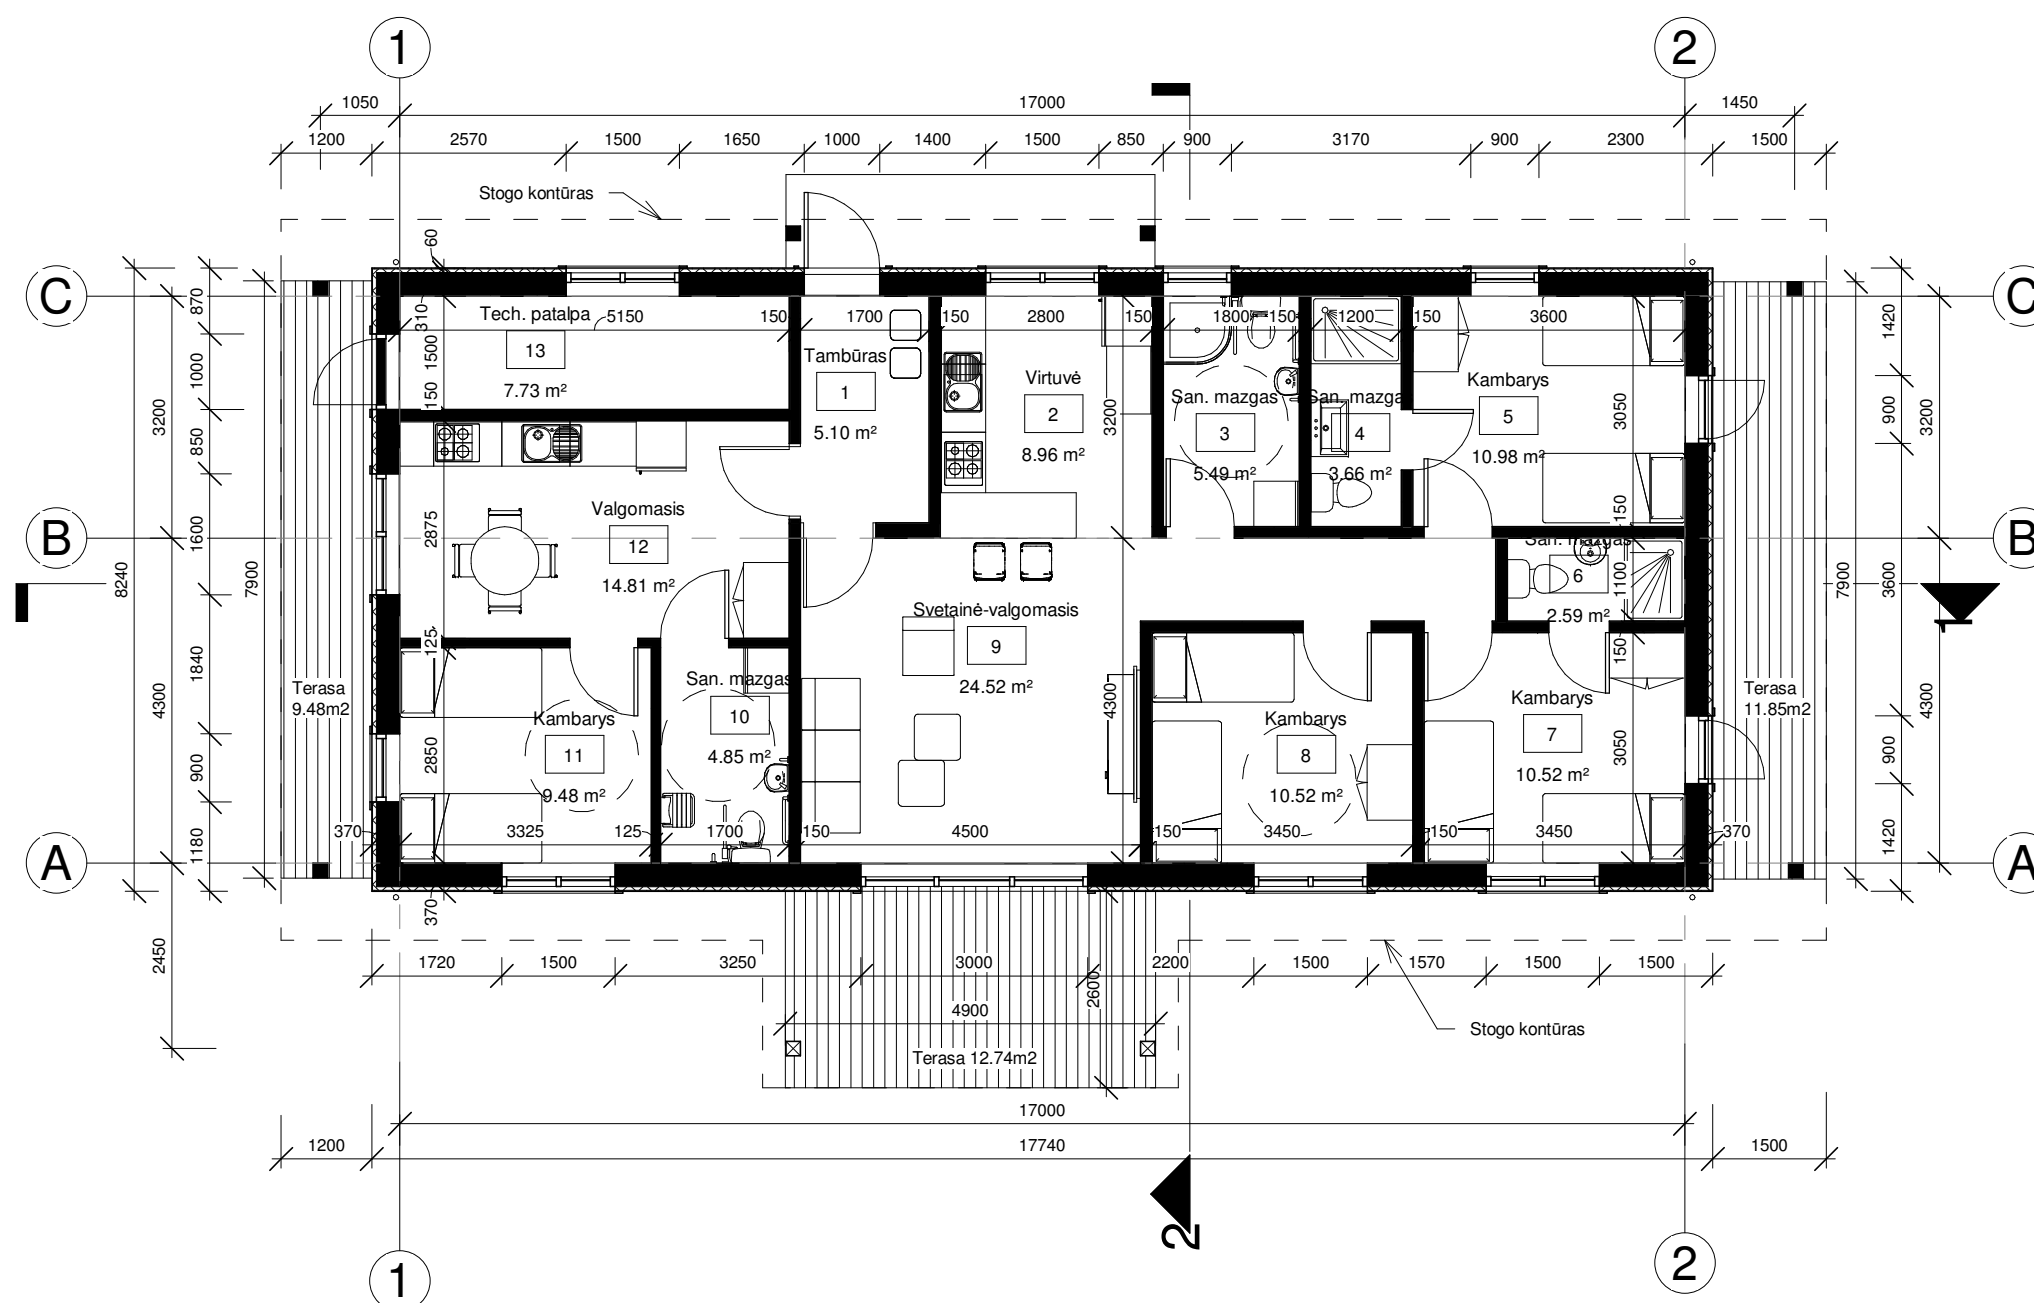 1
2
1050
17000
1450
1200
2570
1500
1650
1000
1400
1500
850
900
3170
900
2300
1500
Stogo kontūras
60
C
C
870
310
Tech. patalpa
5150
150
1700
150
2800
150
1800
150
1200
150
3600
1420
13
1500
7.73 m²
150
1000
3200
Tambūras
1
5.10 m²
Virtuvė
2
8.96 m²
3200
San. mazgas
3
5.49 m²
San. mazgas
4
3.66 m²
Kambarys
5
10.98 m²
3050
900
3200
850
Valgomasis
12
14.81 m²
2875
150
B
B
1600
8240
7900
San. mazgas
6
2.59 m²
1100
7900
3600
1
125
Svetainė-valgomasis
9
24.52 m²
150
1840
4300
Terasa
9.48m2
San. mazgas
10
4.85 m²
Kambarys
11
9.48 m²
2850
4300
Kambarys
8
10.52 m²
Kambarys
7
10.52 m²
3050
Terasa
11.85m2
4300
900
900
1180
370
3325
125
1700
150
4500
150
3450
150
3450
370
1420
A
A
370
2450
1720
1500
3250
3000
2200
1500
1570
1500
1500
2600
4900
Stogo kontūras
Terasa 12.74m2
17000
1200
17740
1500
2
1
2